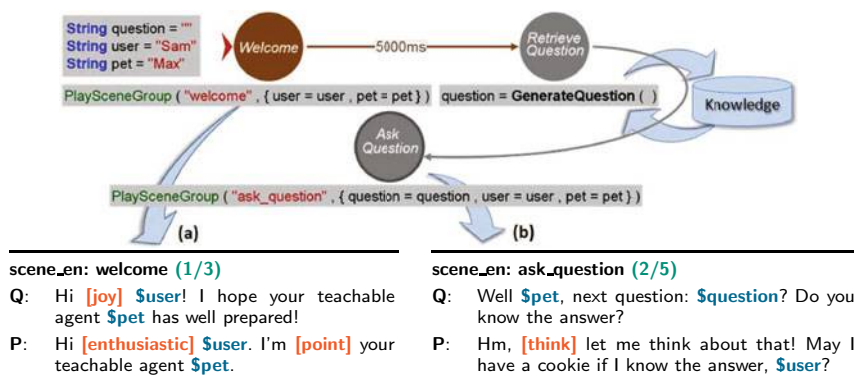 String question = ""
String user = "Sam"
String pet = "Max"
Welcome
5000ms
Retrieve
Question
PlaySceneGroup ( "welcome" , { user = user , pet = pet } )
question = GenerateQuestion ( )
Knowledge
Ask
Question
PlaySceneGroup ( "ask_question" , { question = question , user = user , pet = pet } )
(a)
(b)
scene_en: welcome (1/3)
Q: Hi [joy] $user! I hope your teachable
agent $pet has well prepared!
P: Hi [enthusiastic] $user. I'm [point] your
teachable agent $pet.
scene_en: ask_question (2/5)
Q: Well $pet, next question: $question? Do you
know the answer?
P: Hm, [think] let me think about that! May I
have a cookie if I know the answer, $user?